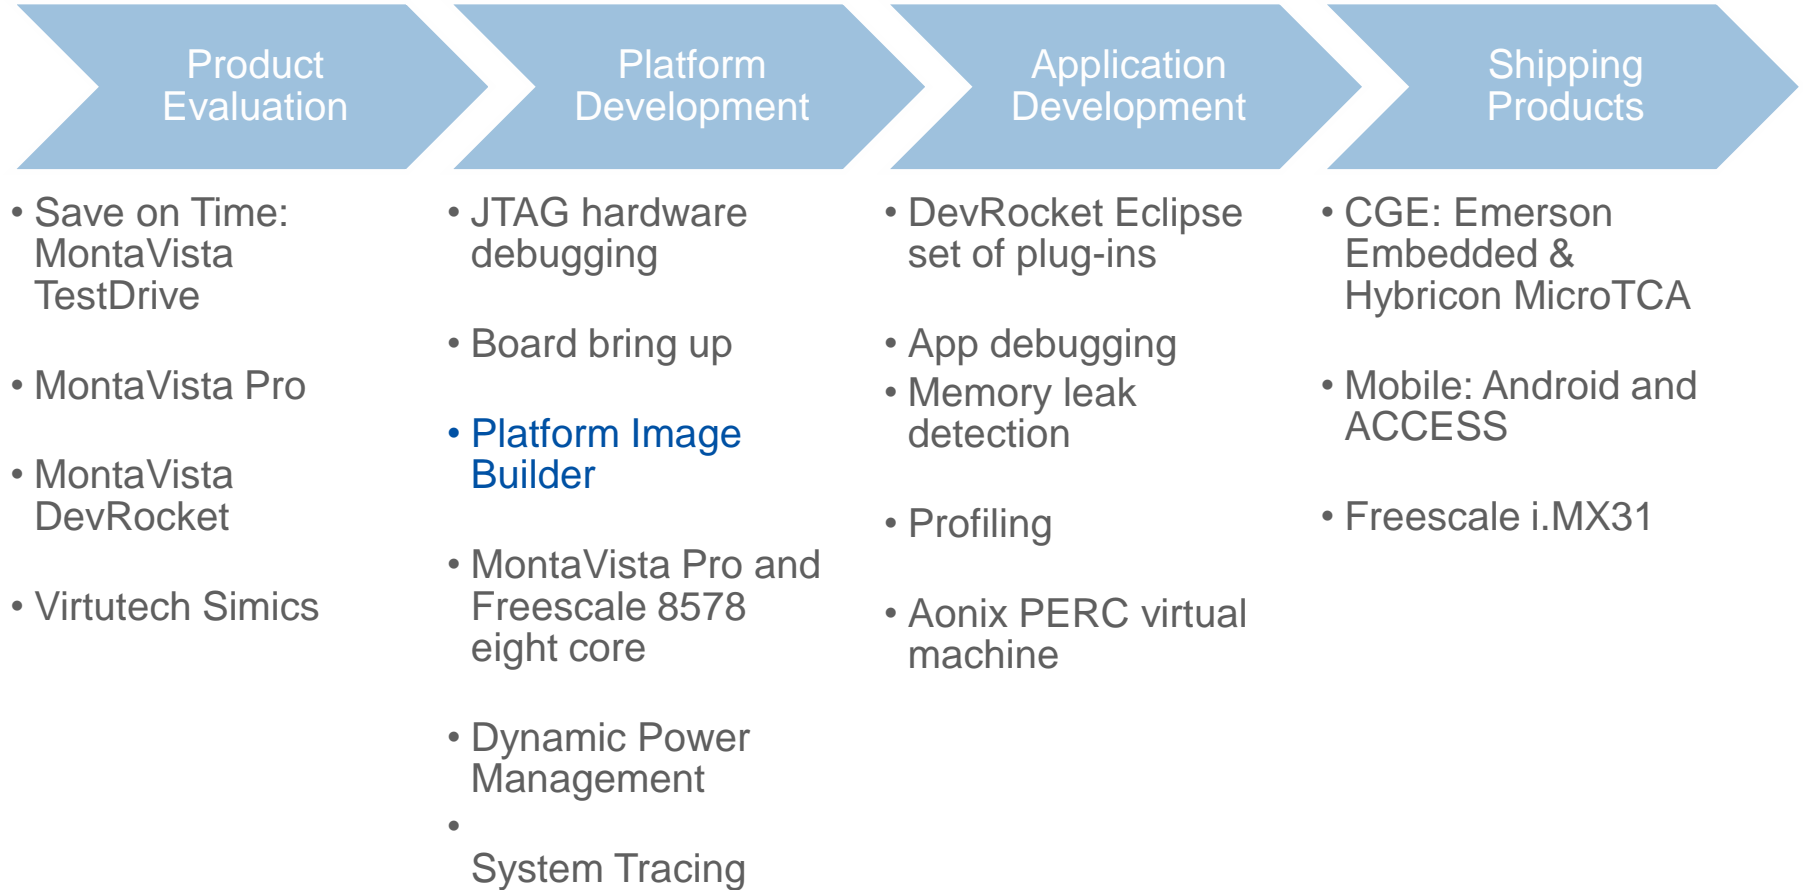 Product
Evaluation
Platform
Development
Application
Development
Shipping
Products
• Save on Time:
MontaVista
TestDrive
• MontaVista Pro
• MontaVista
DevRocket
• Virtutech Simics
• JTAG hardware
debugging
• Board bring up
• Platform Image
Builder
• MontaVista Pro and
Freescale 8578
eight core
• Dynamic Power
Management
•
System Tracing
• DevRocket Eclipse
set of plug-ins
• App debugging
• Memory leak
detection
• Profiling
• Aonix PERC virtual
machine
• CGE: Emerson
Embedded &
Hybricon MicroTCA
• Mobile: Android and
ACCESS
• Freescale i.MX31